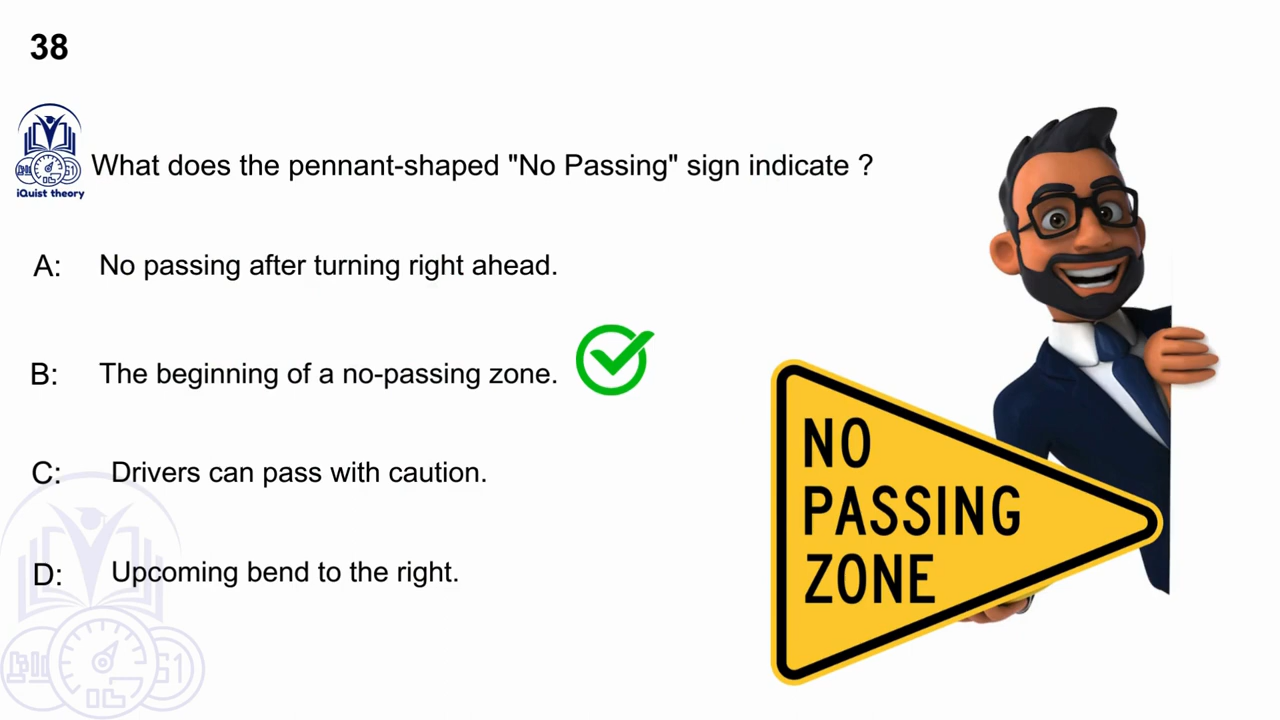 38
What does the pennant-shaped "No Passing" sign indicate ?
iQuist theory
A: No passing after turning right ahead.
B: The beginning of a no-passing zone.
C: Drivers can pass with caution.
D: Upcoming bend to the right.
NO
PASSING
ZONE